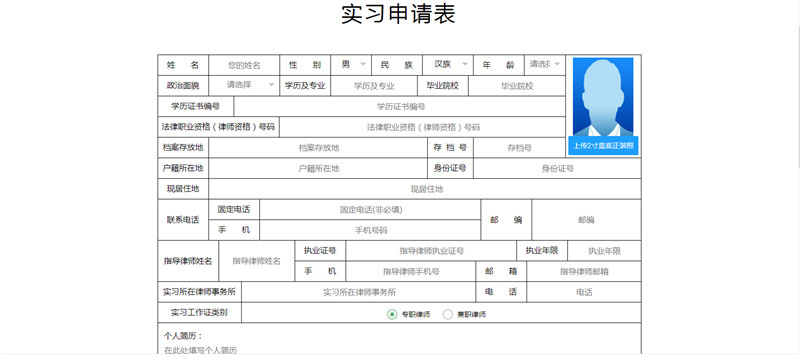 实习申请表
姓 名 您的姓名 性 别 男 民 族 汉族 年 龄 请选择
政治面貌 请选择 学历及专业 学历及专业 毕业院校 毕业院校
学历证书编号 学历证书编号
法律职业资格（律师资格）号码 法律职业资格（律师资格）号码
上传2寸蓝底正装照
档案存放地 档案存放地 存 档 号 存档号
户籍所在地 户籍所在地 身份证号 身份证号
现居住地 现居住地
联系电话 固定电话 固定电话(非必填) 邮 编 邮编
手 机 手机号码
指导律师姓名 指导律师姓名 执业证号 指导律师执业证号 执业年限 执业年限
手 机 指导律师手机号 邮 箱 指导律师邮箱
实习所在律师事务所 实习所在律师事务所 电 话 电话
实习工作证类别 专职律师 兼职律师
个人简历：
在此处填写个人简历